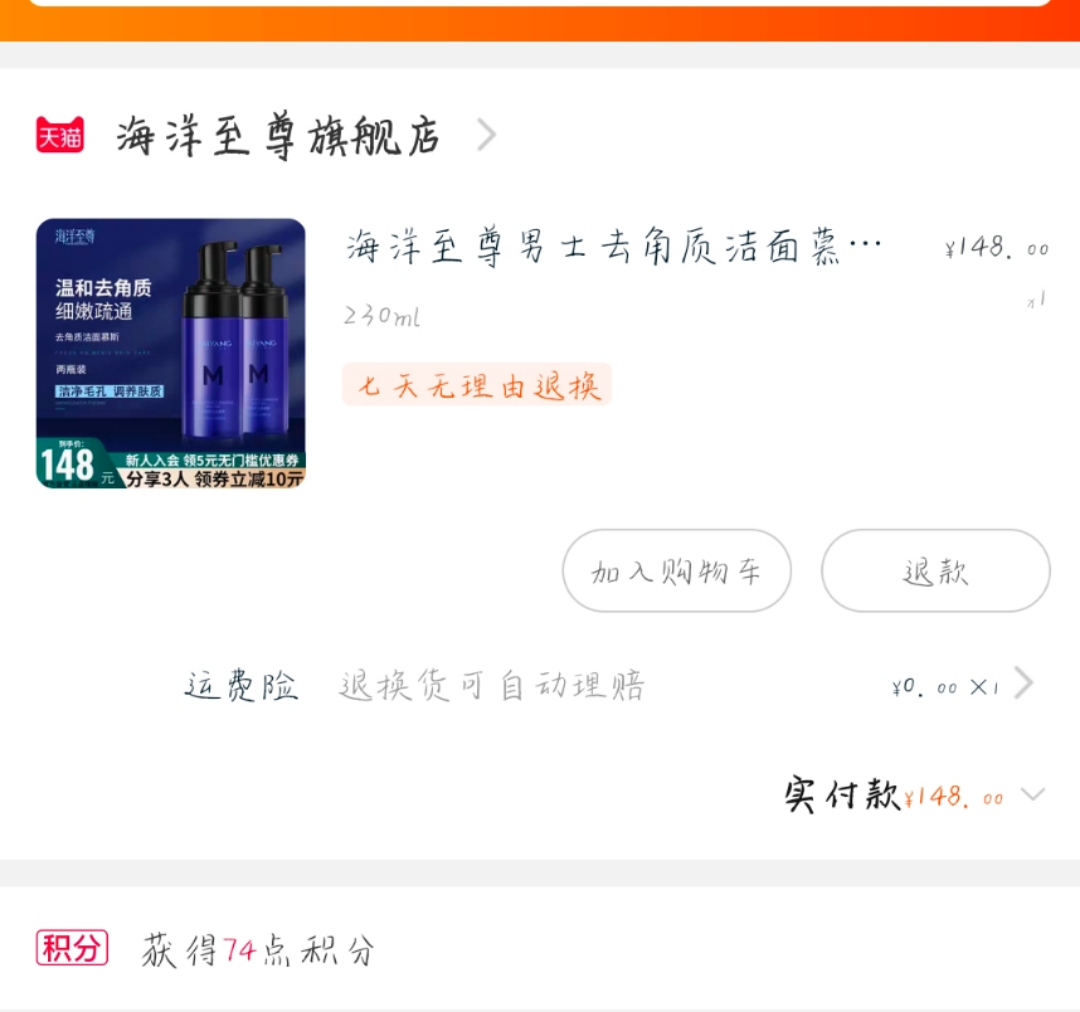 天猫 海洋至尊旗舰店
海洋至尊
温和去角质
细嫩疏通
去角质洁面慕斯
两瓶装
洁净毛孔 调养肤质
M M
到手价:
148元
新人入会 领5元无门槛优惠券
分享3人 领券立减10元
海洋至尊男士去角质洁面慕… ¥148.00
230ml x1
七天无理由退换
加入购物车 退款
运费险 退换货可自动理赔 ¥0.00×1
实付款¥148.00
积分 获得74点积分